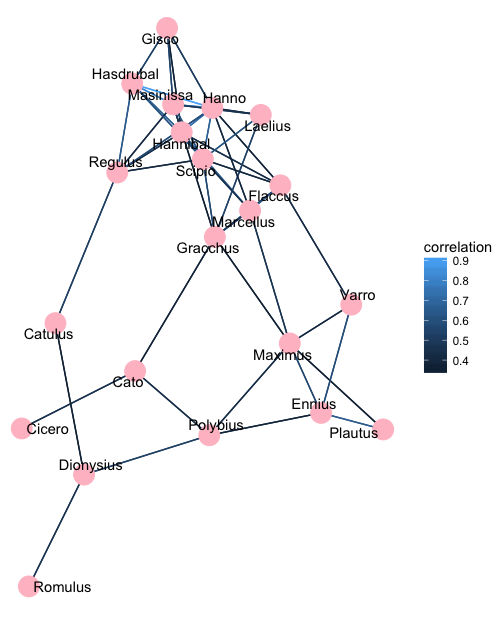 Gisco
Hasdrubal
Masinissa
Hanno
Laelius
Hannibal
Regulus
Scipio
Flaccus
Marcellus
Gracchus
correlation
0.9
0.8
0.7
0.6
0.5
0.4
Varro
Catulus
Maximus
Cato
Ennius
Cicero
Polybius
Plautus
Dionysius
Romulus